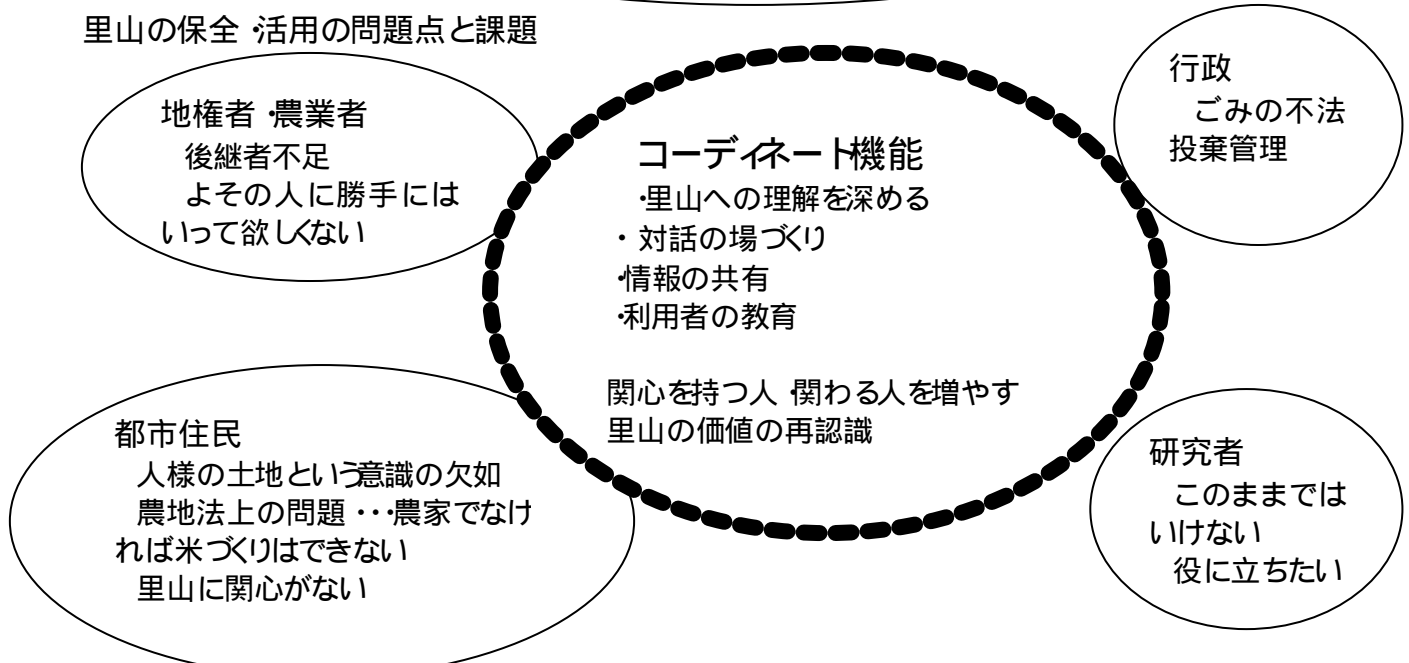 里山の保全・活用の問題点と課題
地権者・農業者
後継者不足
よその人に勝手には
いって欲しくない
コーディネート機能
・里山への理解を深める
・対話の場づくり
・情報の共有
・利用者の教育
関心を持つ人・関わる人を増やす
里山の価値の再認識
行政
ごみの不法
投棄管理
都市住民
人様の土地という意識の欠如
農地法上の問題・・・農家でなけ
れば米づくりはできない
里山に関心がない
研究者
このままでは
いけない
役に立ちたい